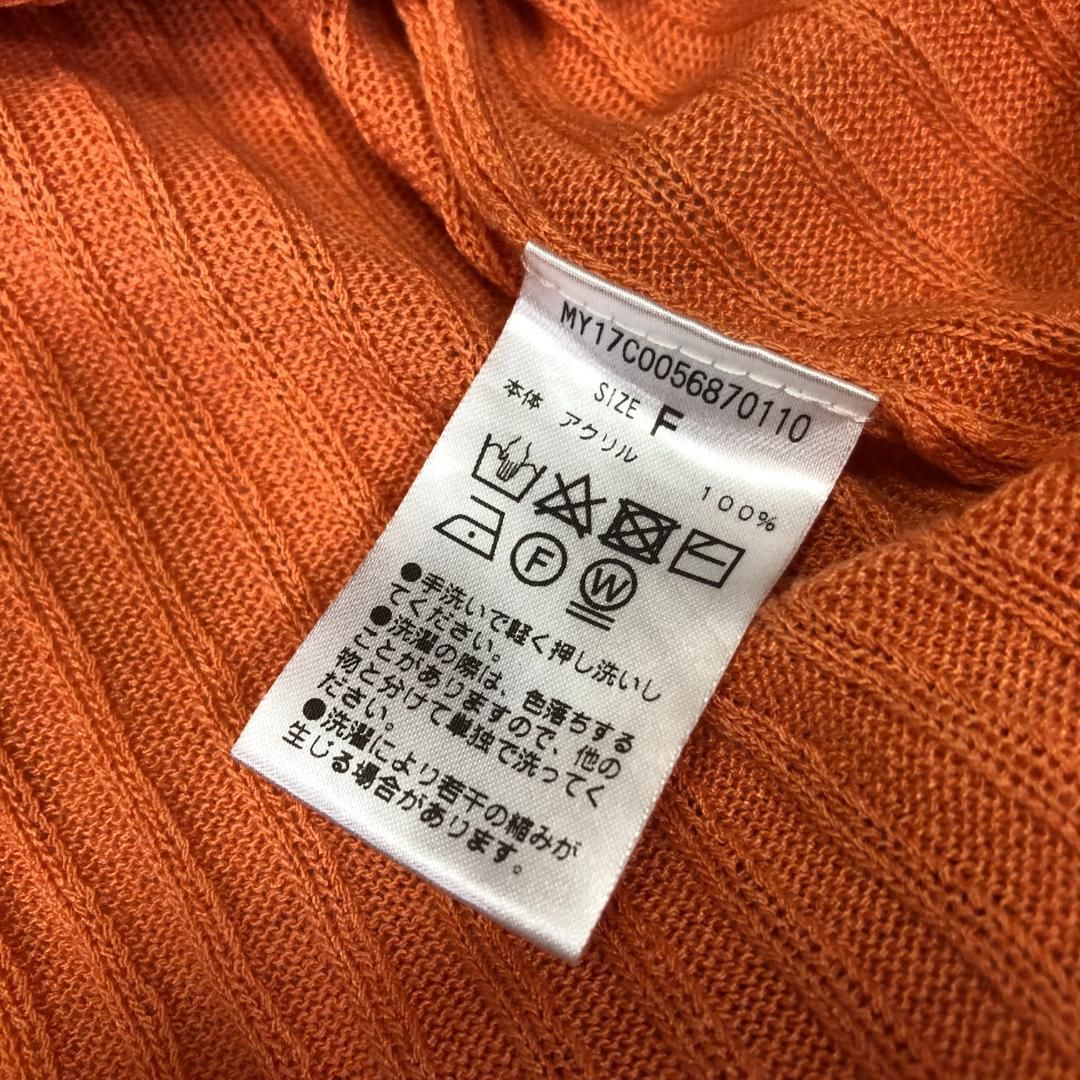 MY17C0056870110
SIZE F
本体 アクリル 100%
F W
●手洗いで軽く押し洗いし
てください。
●洗濯の際は、色落ちする
ことがありますので、他の
物と分けて単独で洗ってく
ださい。
●洗濯により若干の縮みが
生じる場合があります。